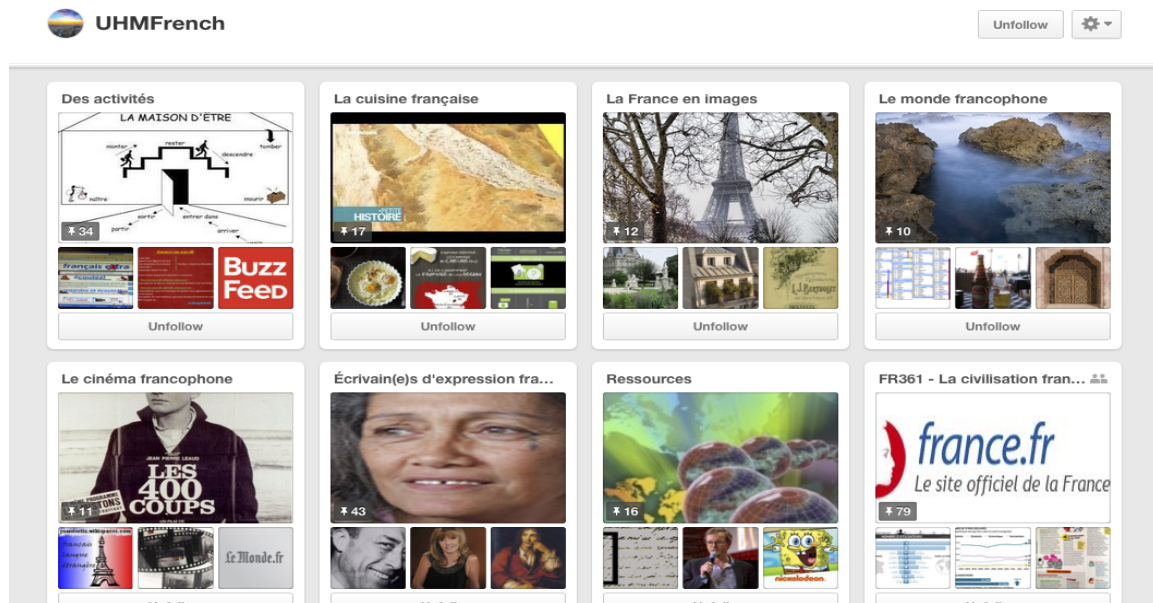 UHMFrench
Unfollow
Des activités
LA MAISON D'ETRE
monter
rester
descendre
tomber
naître
mourir
sortir
entrer dans
partir
arriver
34
BUZZ
FEED
Unfollow
La cuisine française
PETITE
HISTOIRE
17
Unfollow
La France en images
12
Unfollow
Le monde francophone
10
Unfollow
Le cinéma francophone
JEAN PIERRE LEAUD
LES
400
COUPS
11
Le Monde.fr
Écrivain(e)s d'expression fra...
43
Ressources
16
nickelodeon
FR361 - La civilisation fran...
france.fr
Le site officiel de la France
79